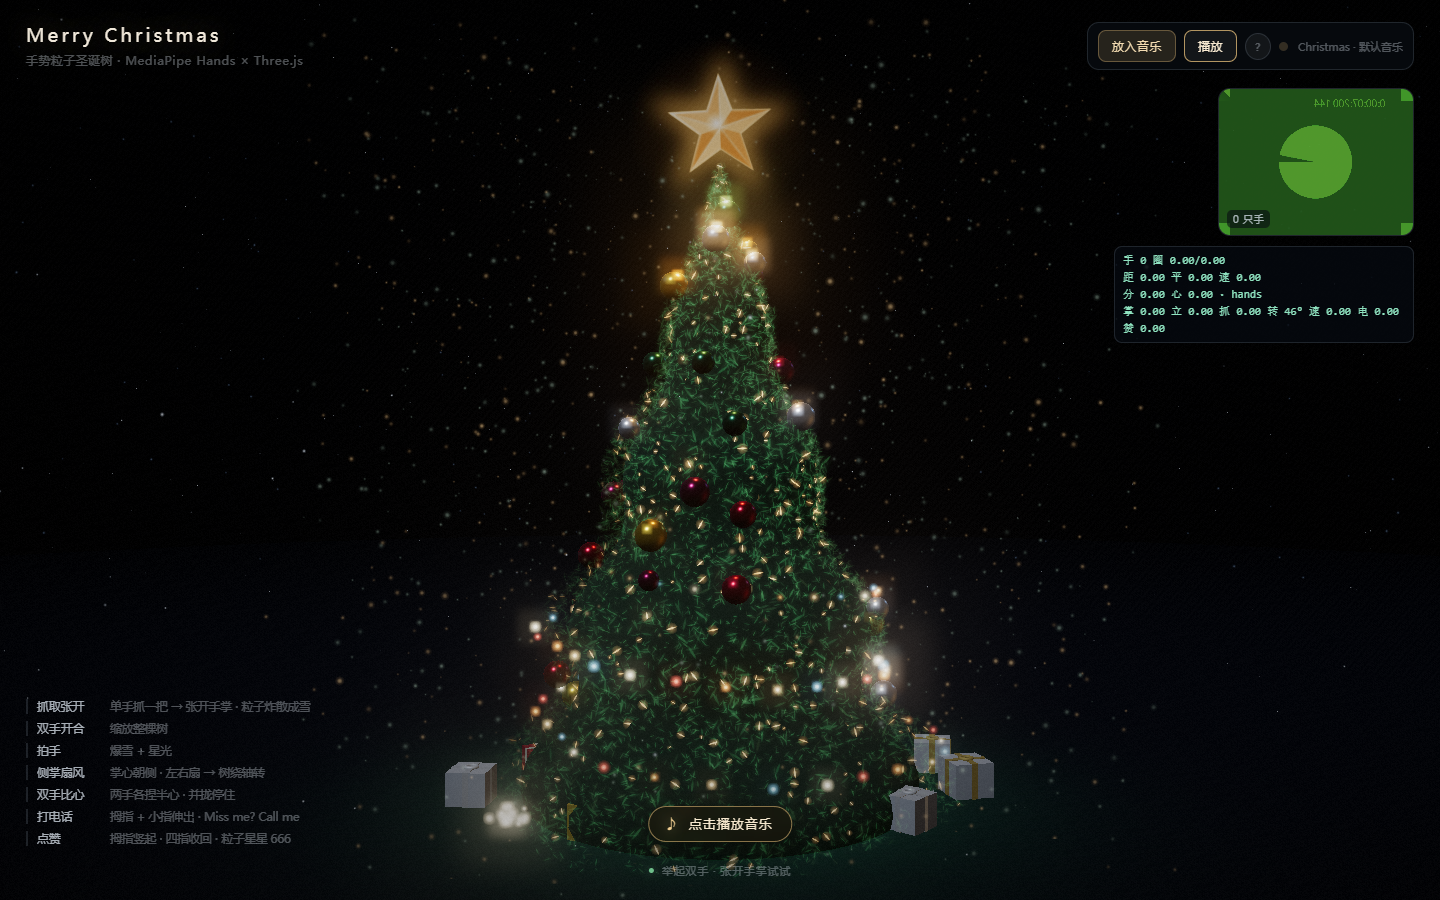 Merry Christmas
手势粒子圣诞树 · MediaPipe Hands × Three.js
放入音乐
播放
?
Christmas · 默认音乐
0:00:07:200 144
0 只手
手 0 圈 0.00/0.00
距 0.00 平 0.00 速 0.00
分 0.00 心 0.00 · hands
掌 0.00 立 0.00 抓 0.00 转 46° 速 0.00 电 0.00
赞 0.00
抓取张开 单手抓一把 → 张开手掌 · 粒子炸散成雪
双手开合 缩放整棵树
拍手 爆雪 + 星光
侧掌扇风 掌心朝侧 · 左右扇 → 树绕轴转
双手比心 两手各捏半心 · 并拢停住
打电话 拇指 + 小指伸出 · Miss me? Call me
点赞 拇指竖起 · 四指收回 · 粒子星星 666
♪ 点击播放音乐
举起双手 · 张开手掌试试